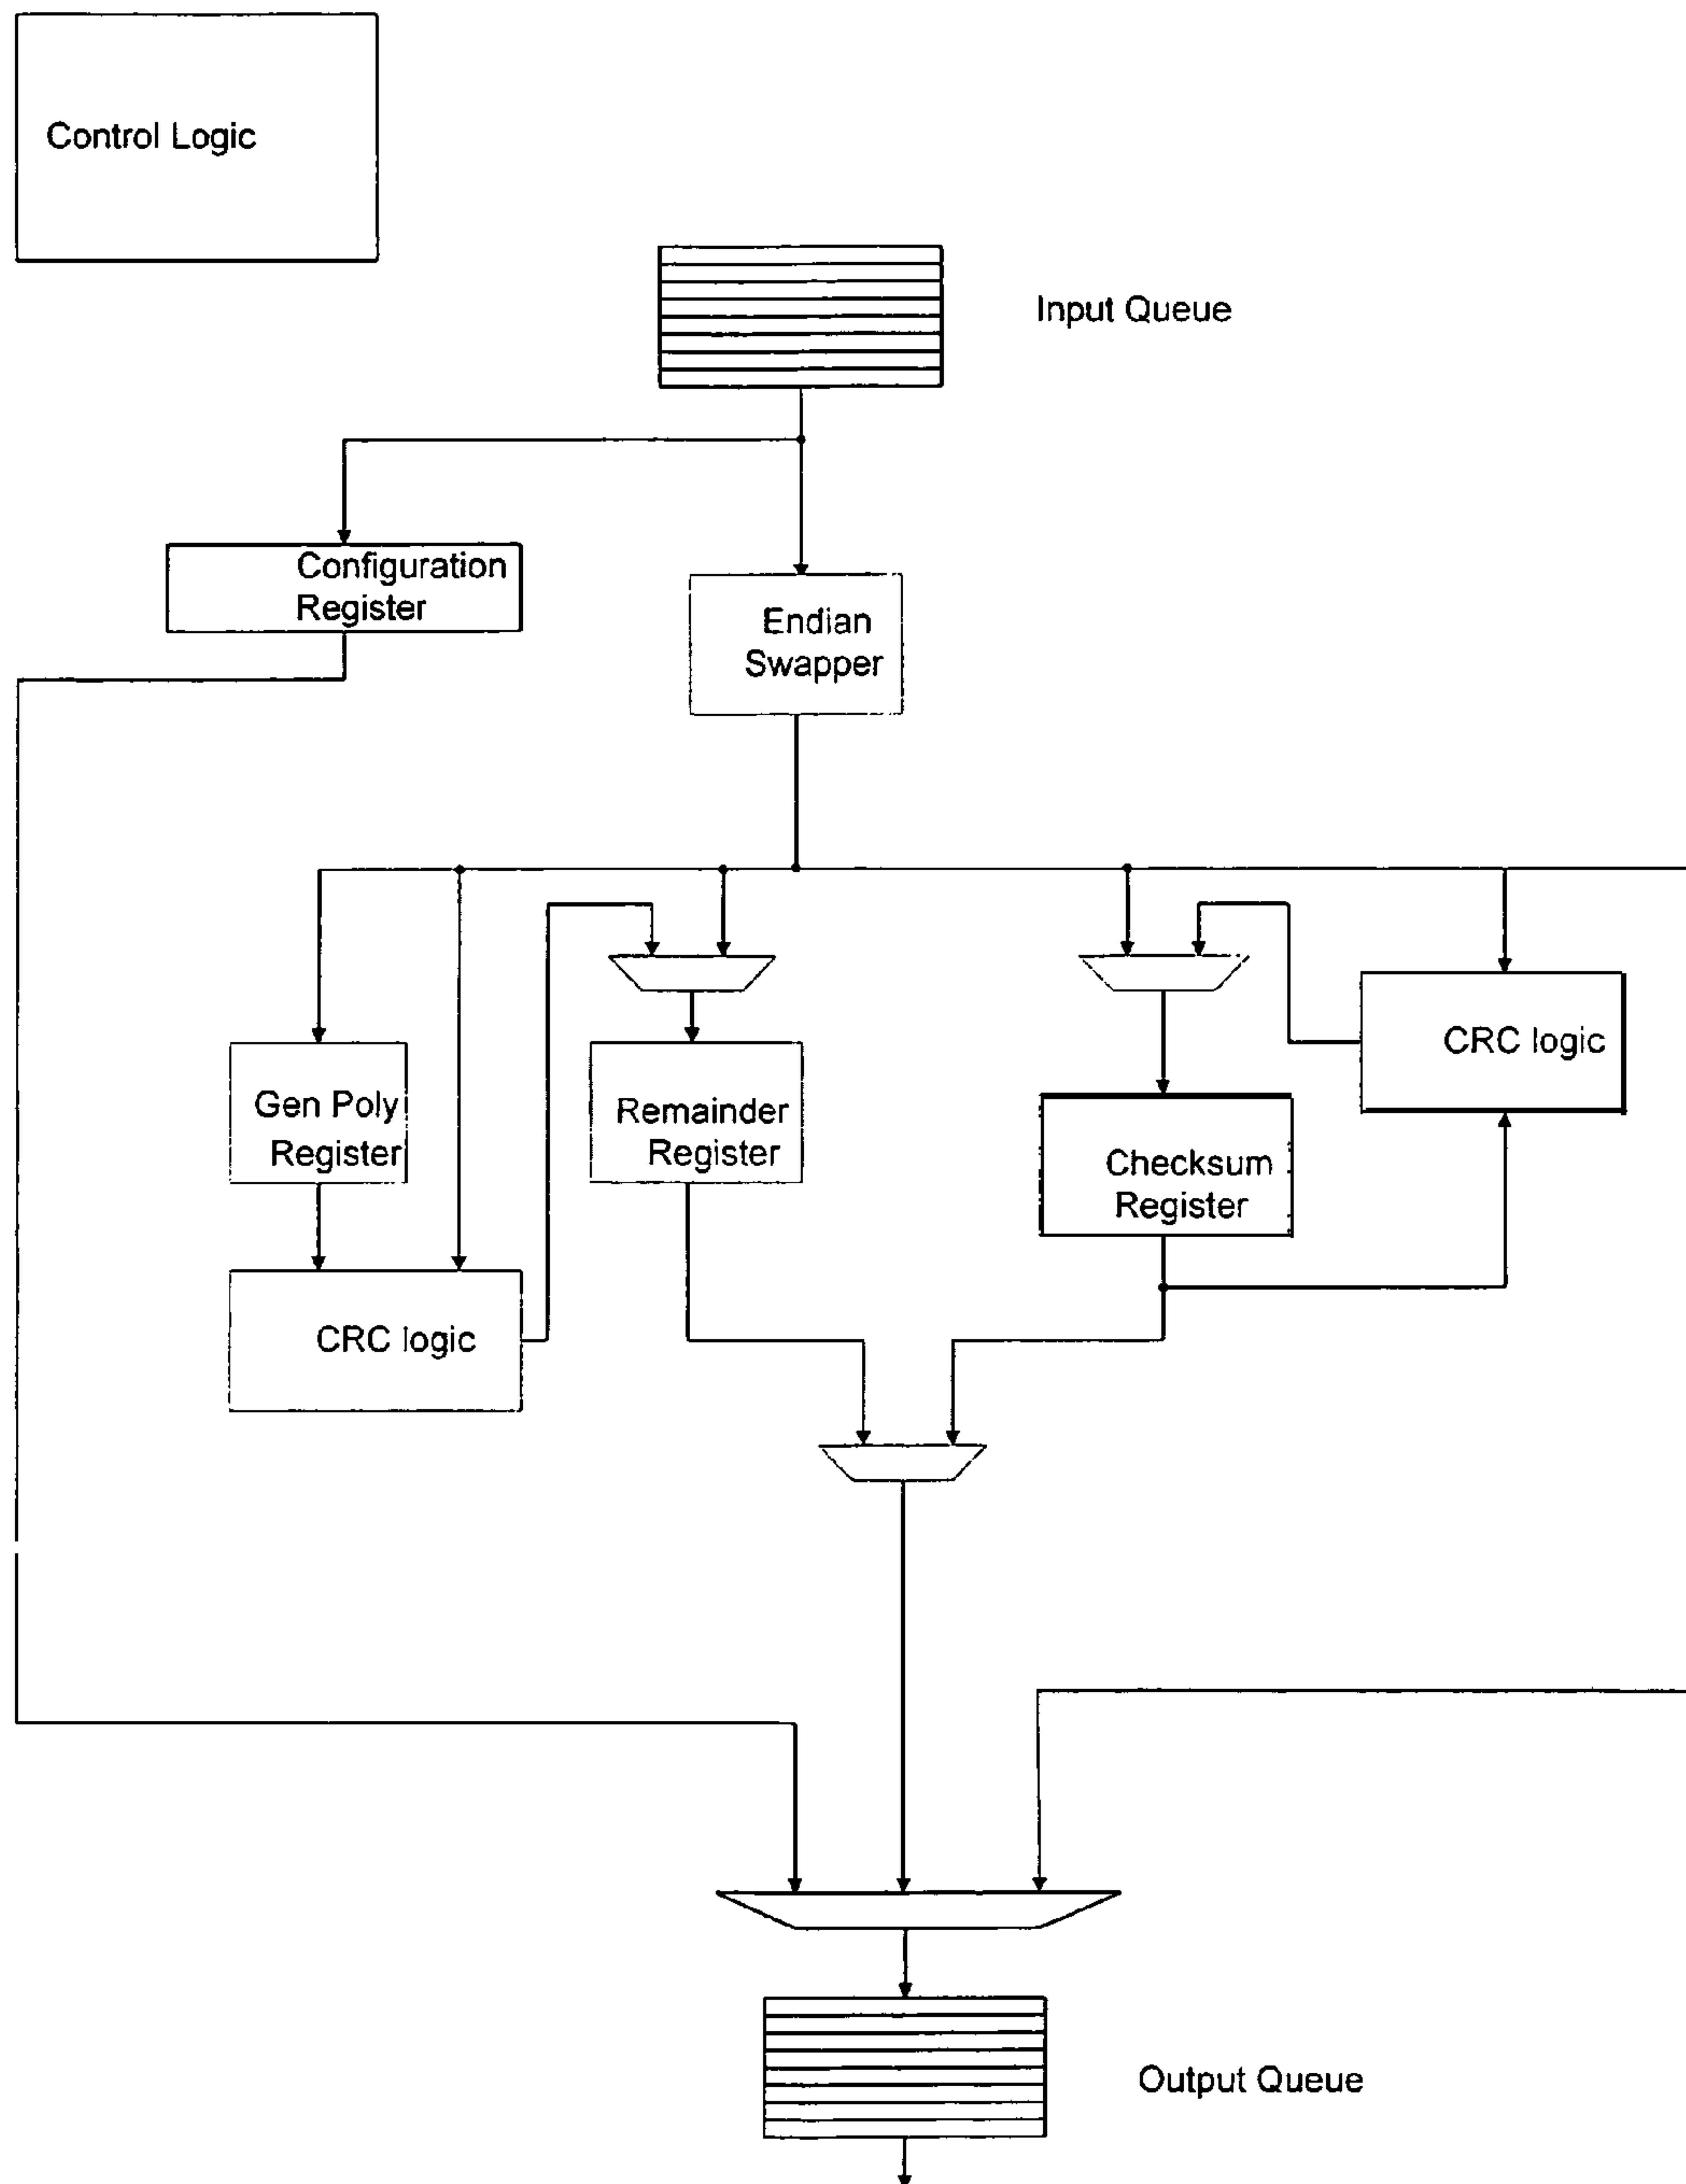 Control Logic
Input Queue
Configuration
Register
Endian
Swapper
CRC logic
Gen Poly
Register
Remainder
Register
Checksum
Register
CRC logic
Output Queue